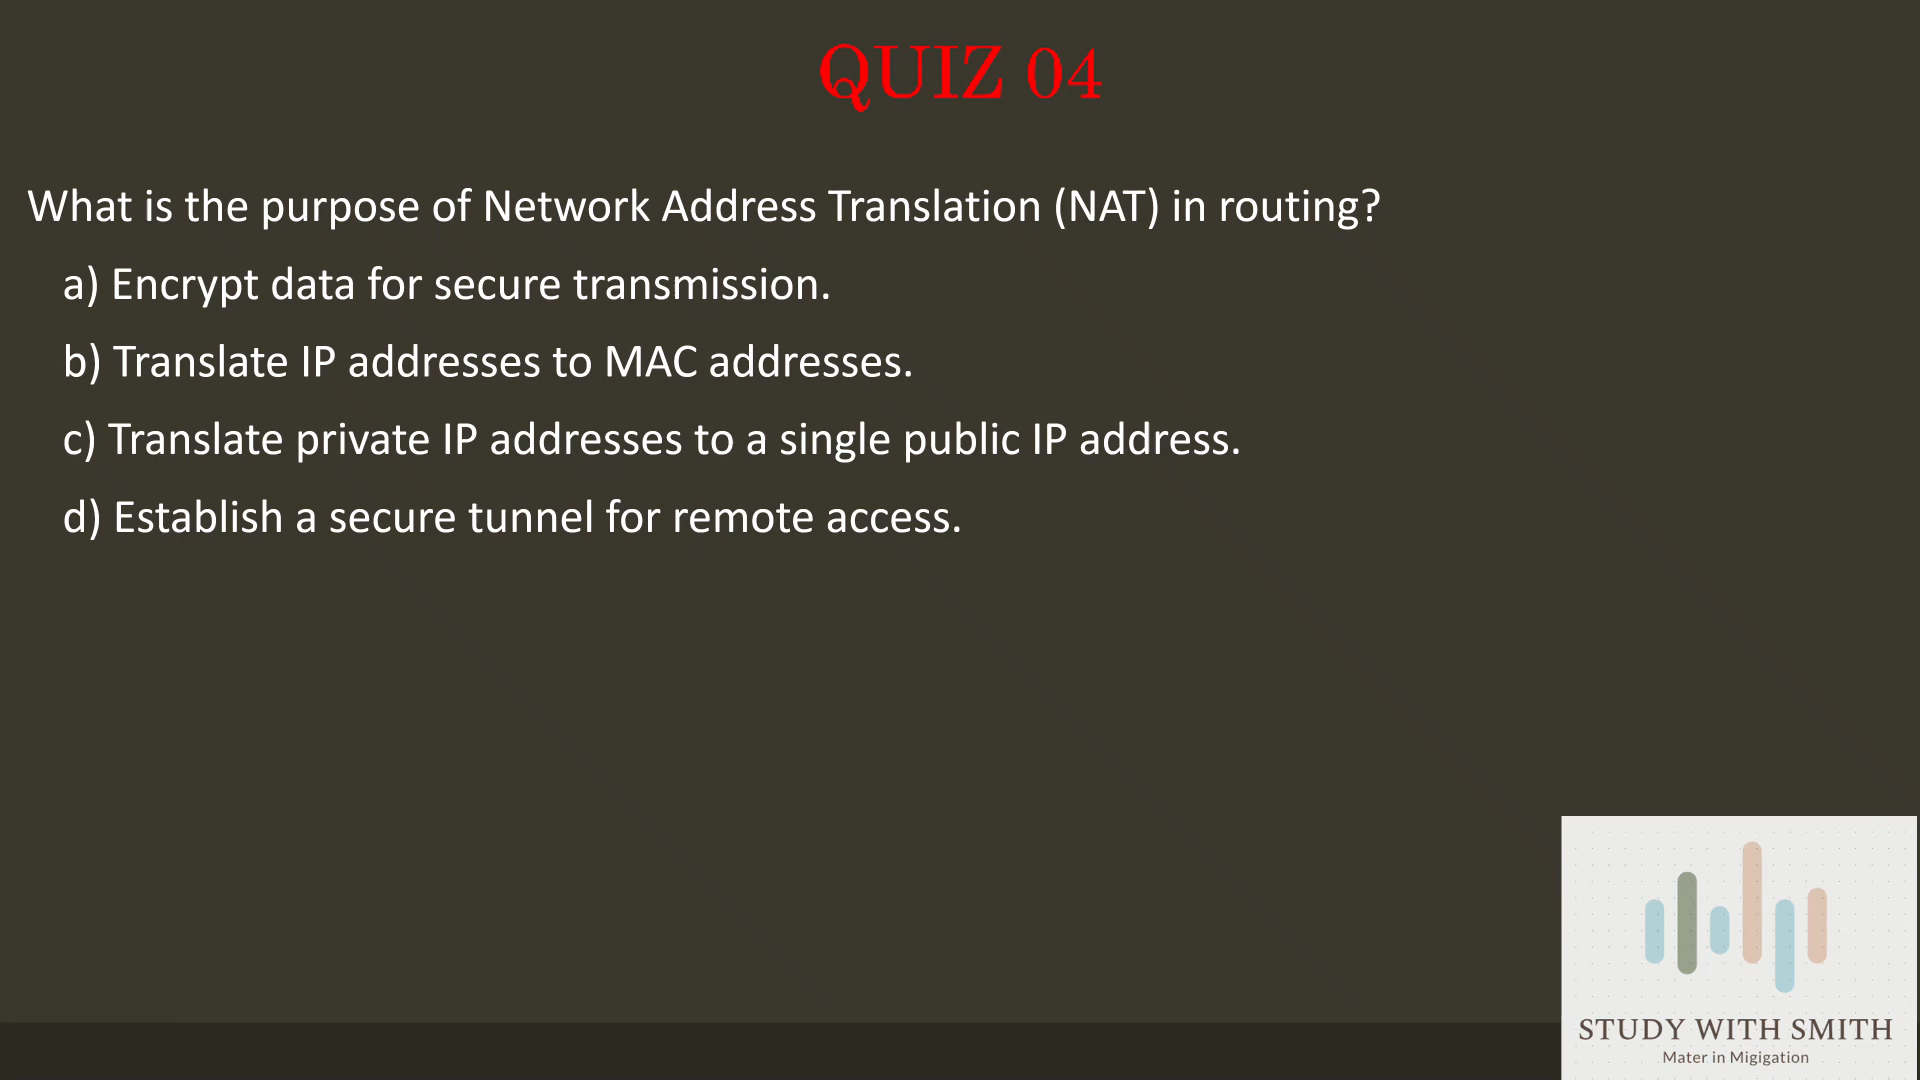 QUIZ 04
What is the purpose of Network Address Translation (NAT) in routing?
a) Encrypt data for secure transmission.
b) Translate IP addresses to MAC addresses.
c) Translate private IP addresses to a single public IP address.
d) Establish a secure tunnel for remote access.
STUDY WITH SMITH
Mater in Migigation